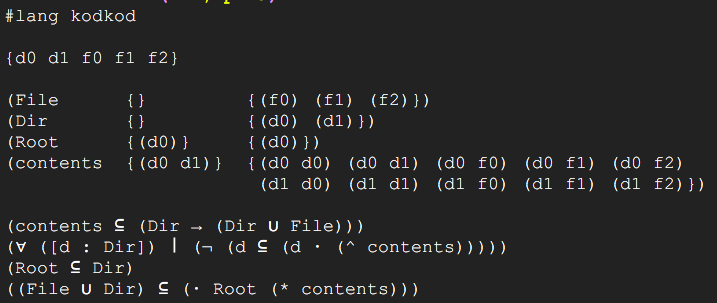 #lang kodkod
{d0 d1 f0 f1 f2}
(File {} {(f0) (f1) (f2)})
(Dir {} {(d0) (d1)})
(Root {(d0)} {(d0)})
(contents {(d0 d1)} {(d0 d0) (d0 d1) (d0 f0) (d0 f1) (d0 f2)
(d1 d0) (d1 d1) (d1 f0) (d1 f1) (d1 f2)})
(contents ⊆ (Dir → (Dir ∪ File)))
(∀ ([d : Dir]) | (¬ (d ⊆ (d · (^ contents)))))
(Root ⊆ Dir)
((File ∪ Dir) ⊆ (· Root (* contents)))